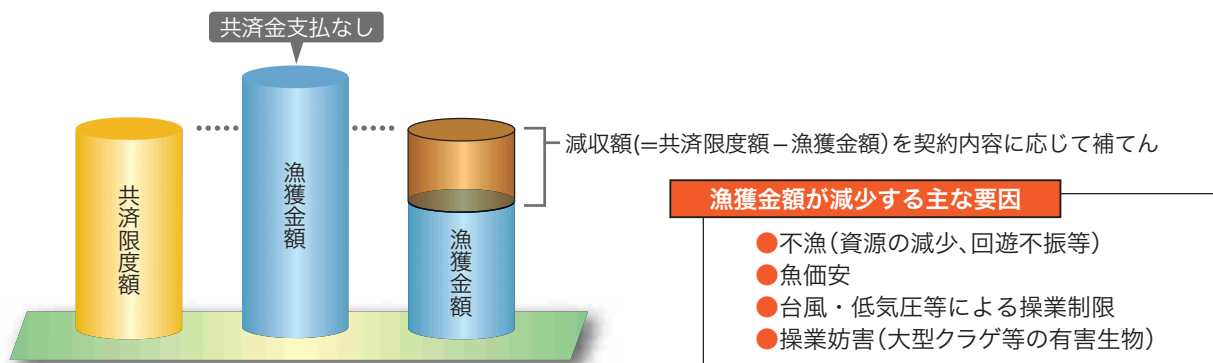 共済金支払なし
共済限度額
漁獲金額
漁獲金額
減収額(=共済限度額−漁獲金額)を契約内容に応じて補てん
漁獲金額が減少する主な要因
●不漁(資源の減少、回遊不振等)
●魚価安
●台風・低気圧等による操業制限
●操業妨害(大型クラゲ等の有害生物)